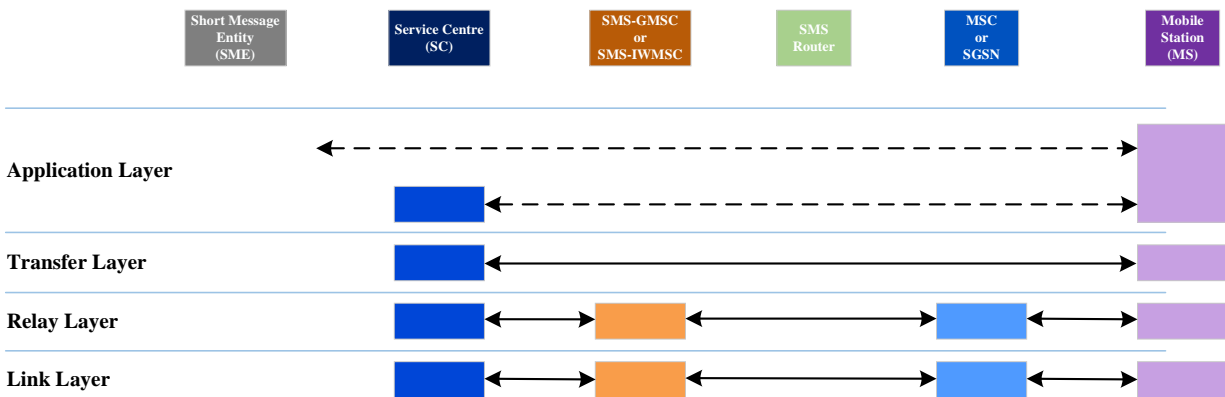 Short Message
Entity
(SME)
Service Centre
(SC)
SMS-GMSC
or
SMS-IWMSC
SMS
Router
MSC
or
SGSN
Mobile
Station
(MS)
Application Layer
Transfer Layer
Relay Layer
Link Layer